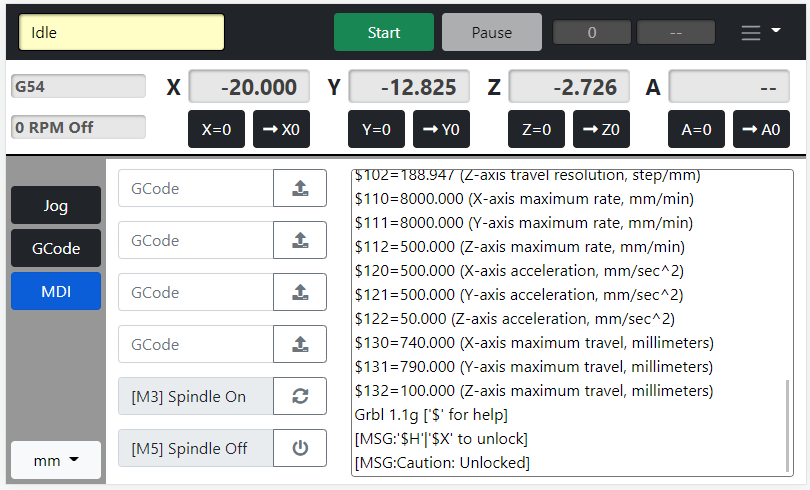 Idle
Start
Pause
0
--
G54
X -20.000
Y -12.825
Z -2.726
A --
0 RPM Off
X=0
→X0
Y=0
→Y0
Z=0
→Z0
A=0
→A0
Jog
GCode
MDI
mm
GCode
GCode
GCode
GCode
[M3] Spindle On
[M5] Spindle Off
$102=188.947 (Z-axis travel resolution, step/mm)
$110=8000.000 (X-axis maximum rate, mm/min)
$111=8000.000 (Y-axis maximum rate, mm/min)
$112=500.000 (Z-axis maximum rate, mm/min)
$120=500.000 (X-axis acceleration, mm/sec^2)
$121=500.000 (Y-axis acceleration, mm/sec^2)
$122=50.000 (Z-axis acceleration, mm/sec^2)
$130=740.000 (X-axis maximum travel, millimeters)
$131=790.000 (Y-axis maximum travel, millimeters)
$132=100.000 (Z-axis maximum travel, millimeters)
Grbl 1.1g ['$' for help]
[MSG:'$H'|'$X' to unlock]
[MSG:Caution: Unlocked]